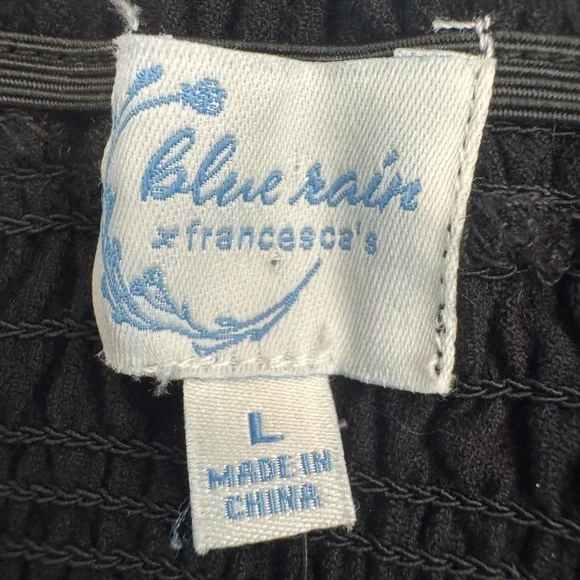 blue rain
x francesca's
L
MADE IN
CHINA